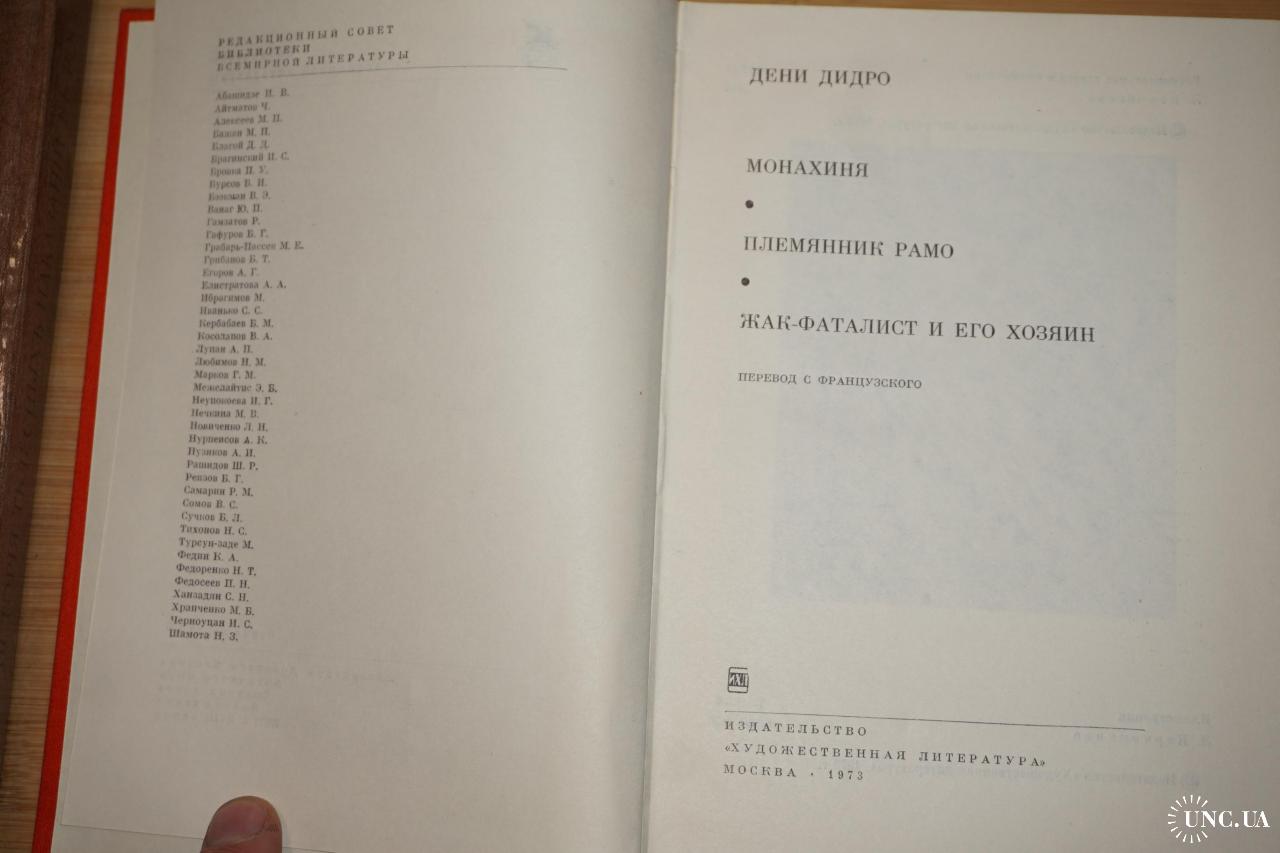 РЕДАКЦИОННЫЙ СОВЕТ
БИБЛИОТЕКИ
ВСЕМИРНОЙ ЛИТЕРАТУРЫ
Абашидзе И. В.
Айтматов Ч.
Алексеев М. П.
Бажан М. П.
Благой Д. Д.
Брагинский И. С.
Бровка П. У.
Бурсов Б. И.
Бээкман В. Э.
Ванаг Ю. П.
Гамзатов Р.
Гафуров Б. Г.
Грабарь-Пассек М. Е.
Грибанов Б. Т.
Егоров А. Г.
Елистратова А. А.
Ибрагимов М.
Иванько С. С.
Кербабаев Б. М.
Косолапов В. А.
Лупан А. П.
Любимов Н. М.
Марков Г. М.
Межелайтис Э. Б.
Неупокоева И. Г.
Нечкина М. В.
Новиченко Л. Н.
Нурпеисов А. К.
Пузиков А. И.
Рашидов Ш. Р.
Реизов Б. Г.
Самарин Р. М.
Сомов В. С.
Сучков Б. Л.
Тихонов Н. С.
Турсун-заде М.
Федин К. А.
Федоренко Н. Т.
Федосеев П. Н.
Ханзадян С. Н.
Храпченко М. Б.
Черноуцан И. С.
Шамота Н. З.
ДЕНИ ДИДРО
МОНАХИНЯ
•
ПЛЕМЯННИК РАМО
•
ЖАК-ФАТАЛИСТ И ЕГО ХОЗЯИН
ПЕРЕВОД С ФРАНЦУЗСКОГО
ИХЛ
ИЗДАТЕЛЬСТВО
«ХУДОЖЕСТВЕННАЯ ЛИТЕРАТУРА»
МОСКВА · 1973
UNC.UA